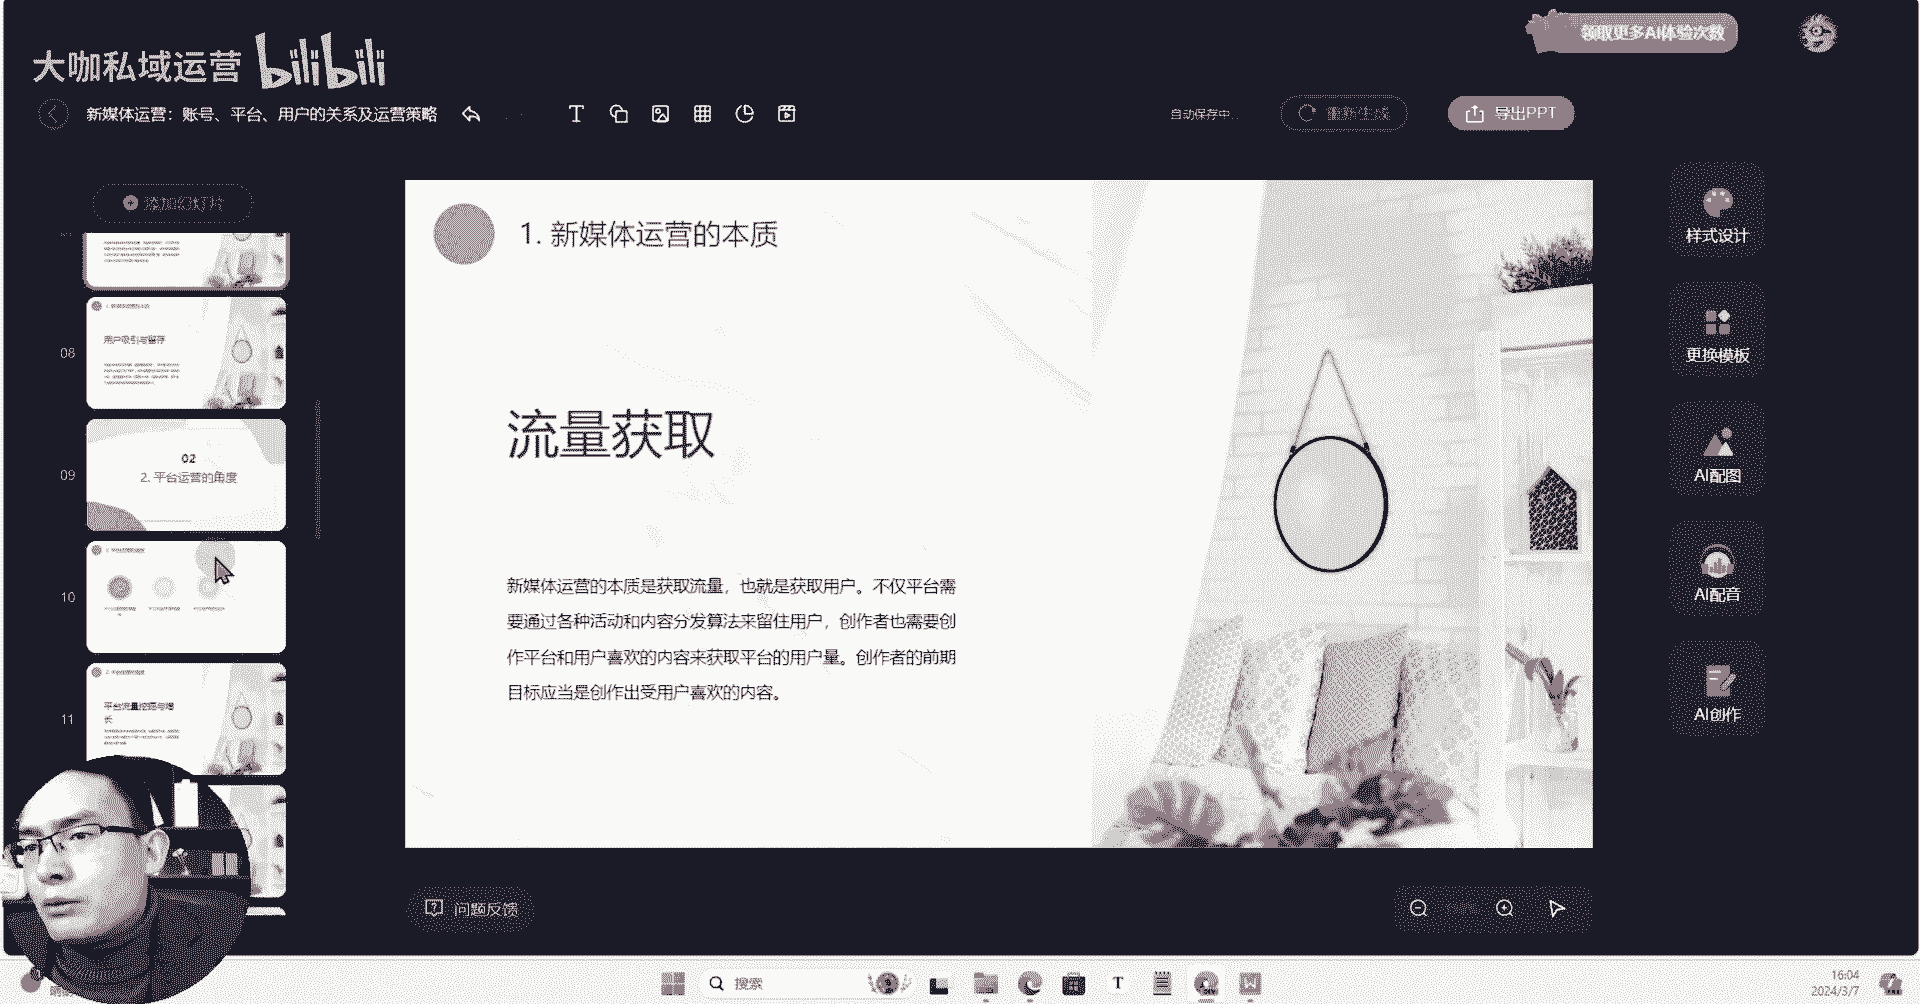 领取更多AI体验次数
大咖私域运营 bilibili
新媒体运营：账号、平台、用户的关系及运营策略
自动保存中...
重新生成
导出PPT
添加幻灯片
1. 新媒体运营的本质
流量获取
新媒体运营的本质是获取流量，也就是获取用户。不仅平台需
要通过各种活动和内容分发算法来留住用户，创作者也需要创
作平台和用户喜欢的内容来获取平台的用户量。创作者的前期
目标应当是创作出受用户喜欢的内容。
08
用户吸引与留存
09
02
2. 平台运营的角度
10
11
平台流量挖掘与增
长
样式设计
更换模板
AI配图
AI配音
AI创作
问题反馈
搜索
16:04
2024/3/7